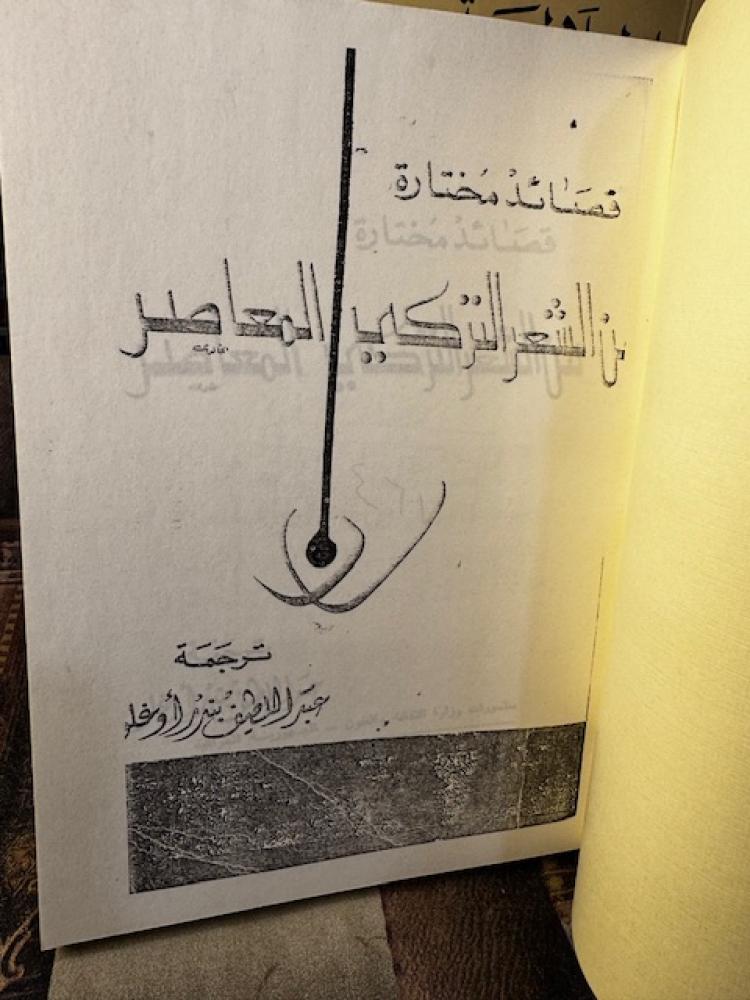 قصائد مختارة
من الشعر التركي المعاصر
ترجمة
عبد اللطيف بندر أوغلو